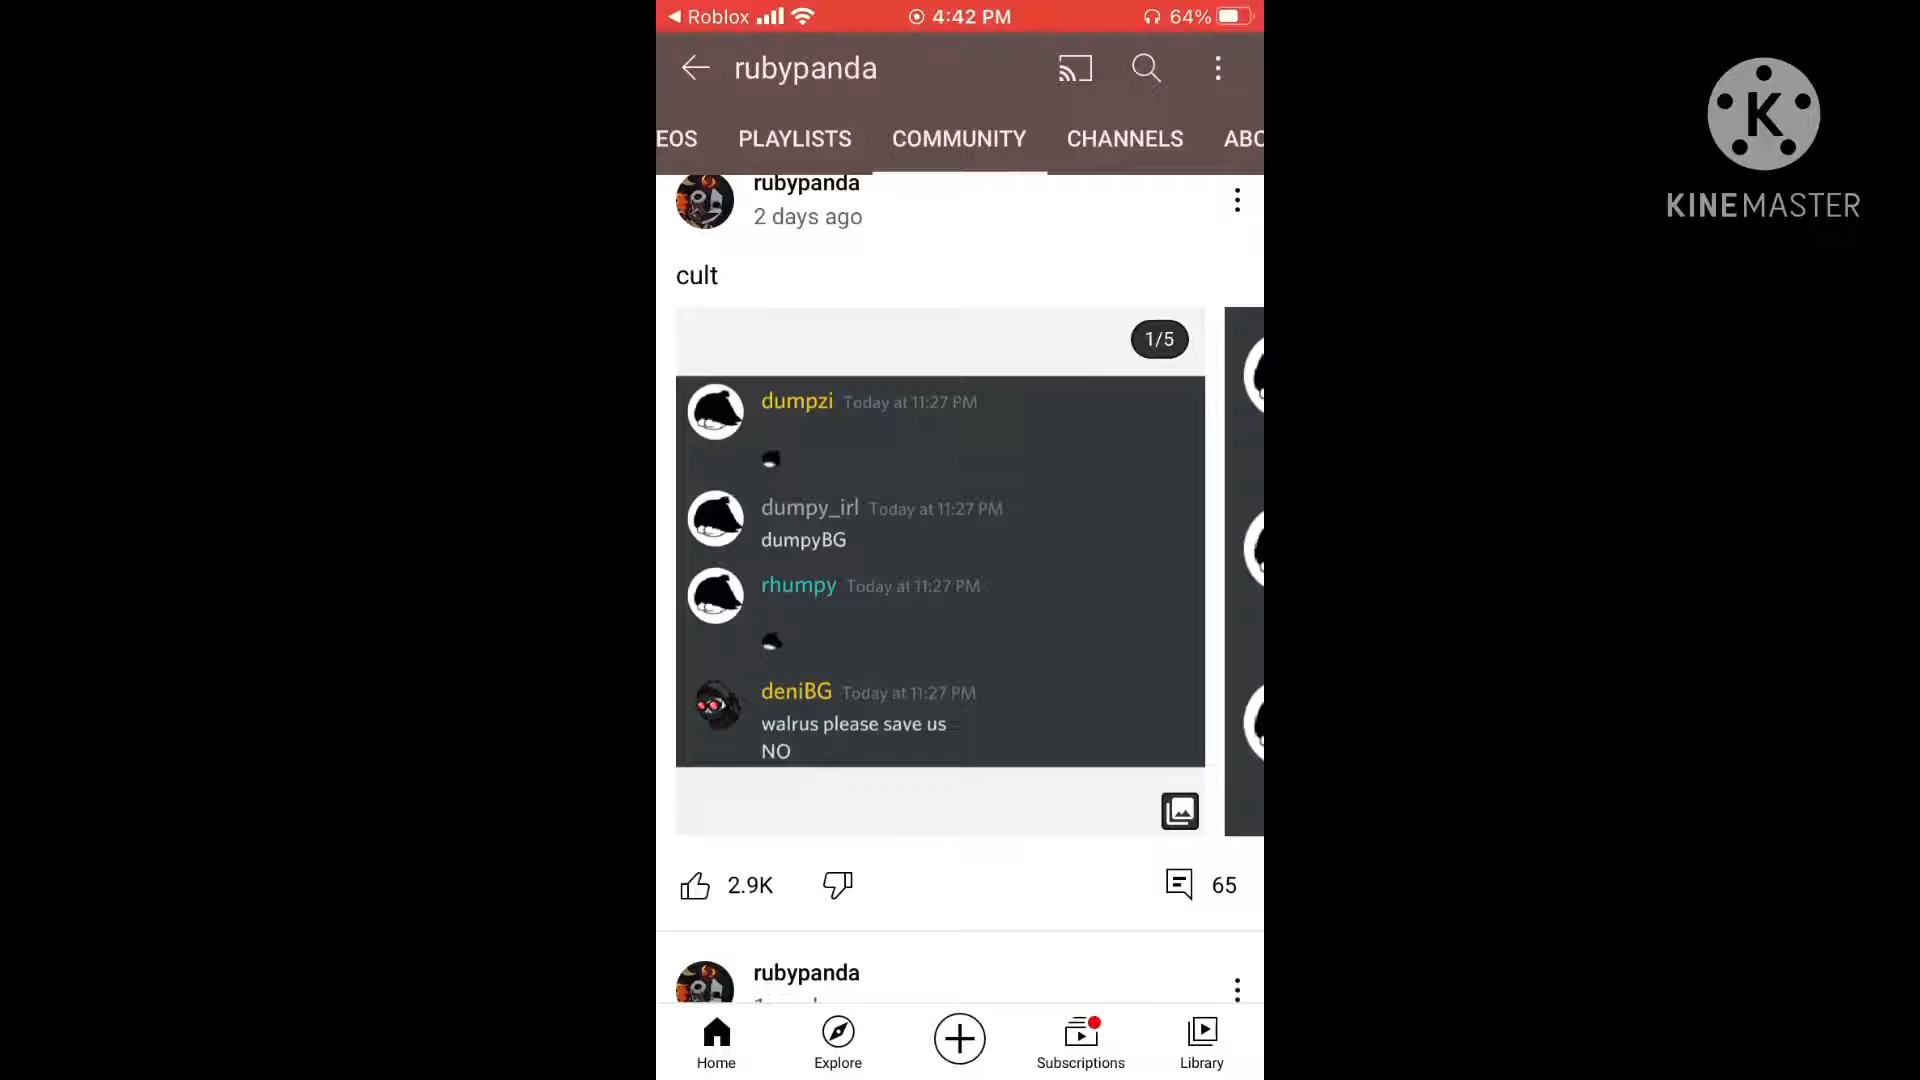 Roblox 4:42 PM 64%
rubypanda
EOS PLAYLISTS COMMUNITY CHANNELS ABO
rubypanda
2 days ago
cult
1/5
dumpzi Today at 11:27 PM
dumpy_irl Today at 11:27 PM
dumpyBG
rhumpy Today at 11:27 PM
deniBG Today at 11:27 PM
walrus please save us
NO
2.9K 65
rubypanda
Home Explore Subscriptions Library
K
KINEMASTER